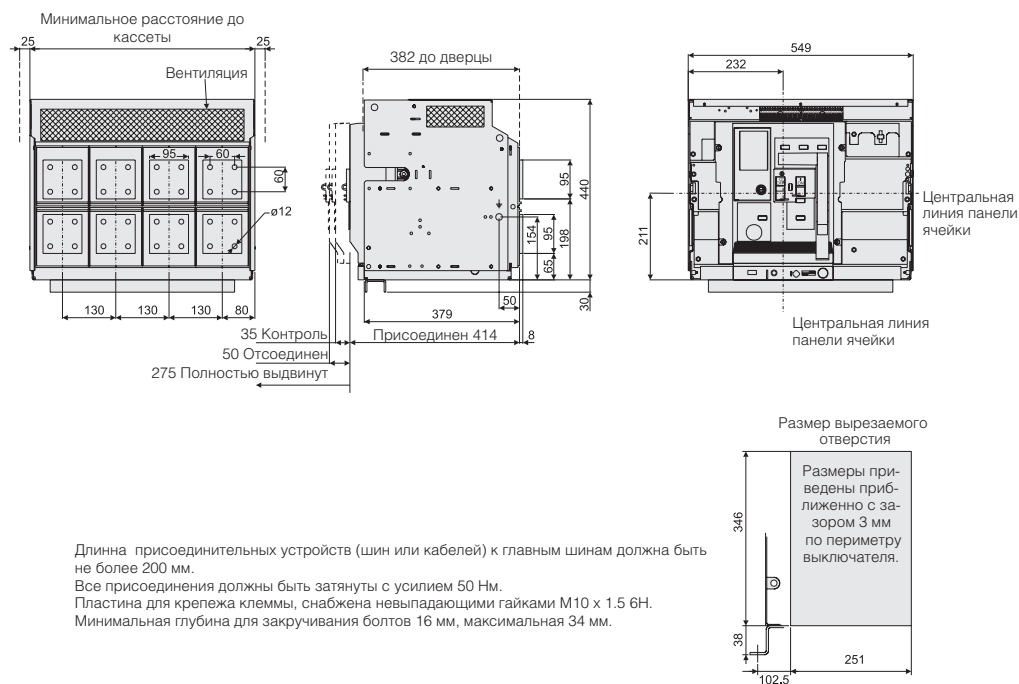 Минимальное расстояние до
кассеты
25
25
Вентиляция
95
60
60
ø12
130
130
130
80
382 до дверцы
440
95
198
154
95
65
50
30
379
35 Контроль
Присоединен 414
8
50 Отсоединен
275 Полностью выдвинут
549
232
211
Центральная
линия панели
ячейки
Центральная линия
панели ячейки
Размер вырезаемого
отверстия
Размеры при-
ведены приб-
лиженно с за-
зором 3 мм
по периметру
выключателя.
346
38
251
102.5
Длинна присоединительных устройств (шин или кабелей) к главным шинам должна быть
не более 200 мм.
Все присоединения должны быть затянуты с усилием 50 Нм.
Пластина для крепежа клеммы, снабжена невыпадающими гайками М10 х 1.5 6Н.
Минимальная глубина для закручивания болтов 16 мм, максимальная 34 мм.